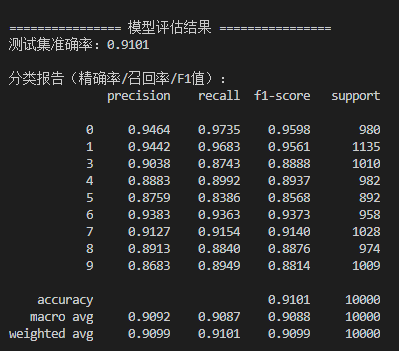 ================ 模型评估结果 ================
测试集准确率：0.9101
分类报告（精确率/召回率/F1值）：
precision recall f1-score support
0 0.9464 0.9735 0.9598 980
1 0.9442 0.9683 0.9561 1135
3 0.9038 0.8743 0.8888 1010
4 0.8883 0.8992 0.8937 982
5 0.8759 0.8386 0.8568 892
6 0.9383 0.9363 0.9373 958
7 0.9127 0.9154 0.9140 1028
8 0.8913 0.8840 0.8876 974
9 0.8683 0.8949 0.8814 1009
accuracy 0.9101 10000
macro avg 0.9092 0.9087 0.9088 10000
weighted avg 0.9099 0.9101 0.9099 10000